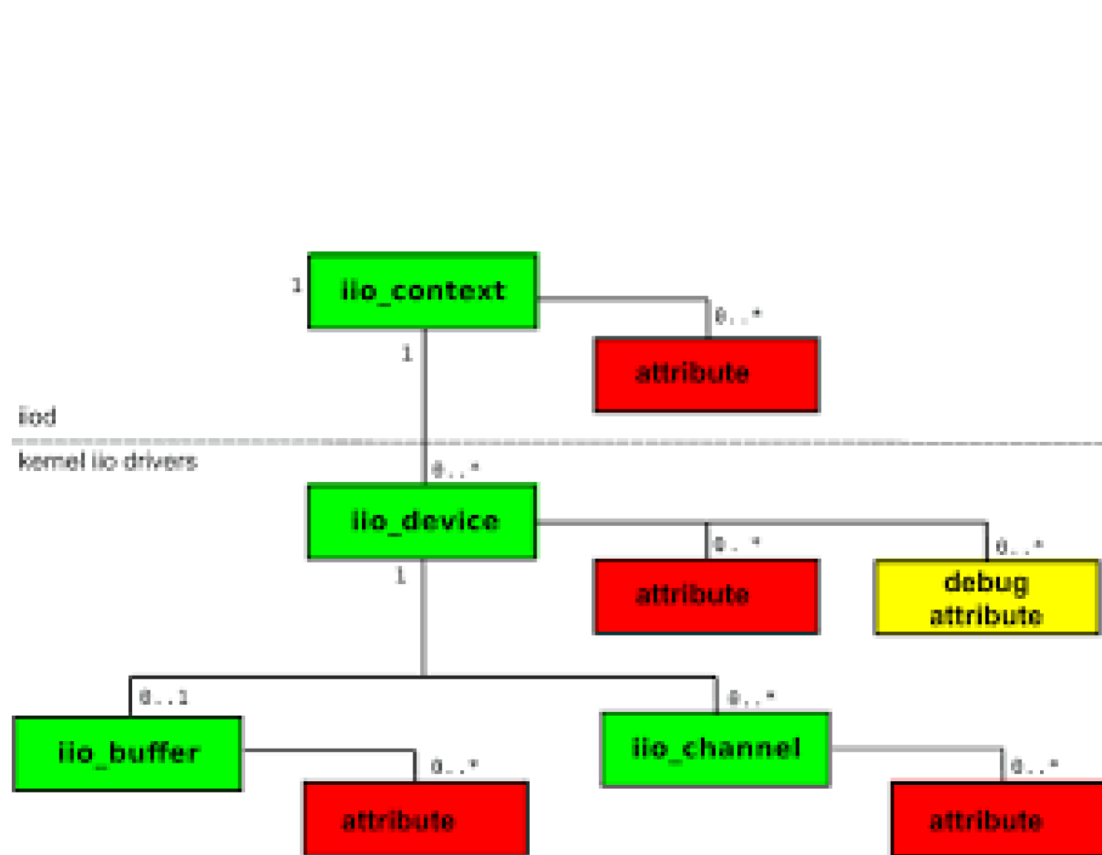 1
iio_context
0..*
1
attribute
iiod
kernel iio drivers
0..*
iio_device
0..*
0..*
1
attribute
debug
attribute
0..1
0..*
iio_buffer
iio_channel
0..*
0..*
attribute
attribute